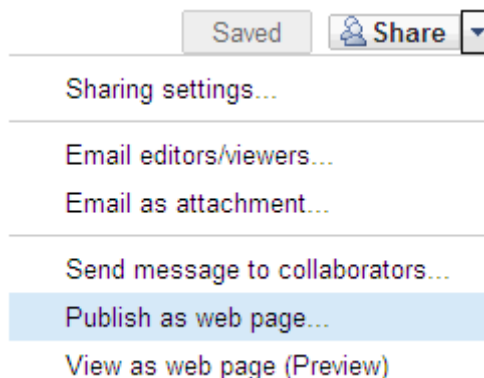 Saved Share
Sharing settings...
Email editors/viewers...
Email as attachment...
Send message to collaborators...
Publish as web page...
View as web page (Preview)